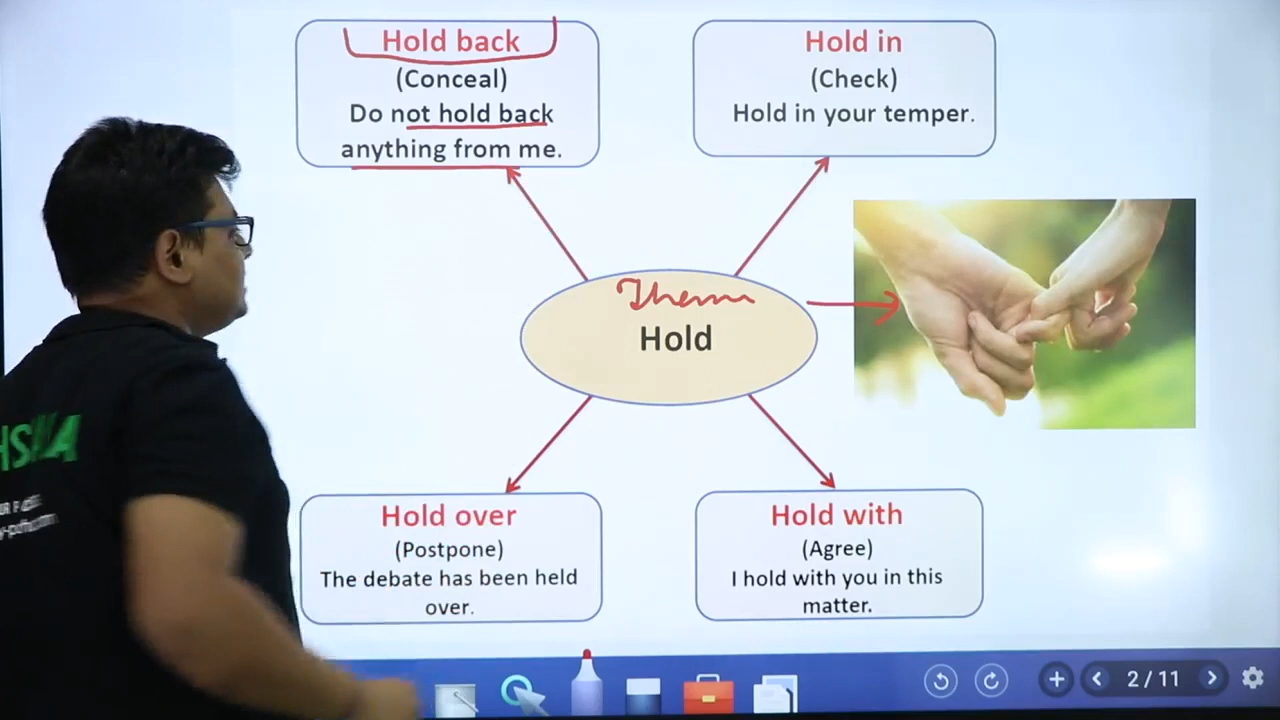 Hold back
(Conceal)
Do not hold back
anything from me.
Hold in
(Check)
Hold in your temper.
Hold
Hold over
(Postpone)
The debate has been held
over.
Hold with
(Agree)
I hold with you in this
matter.
2 / 11